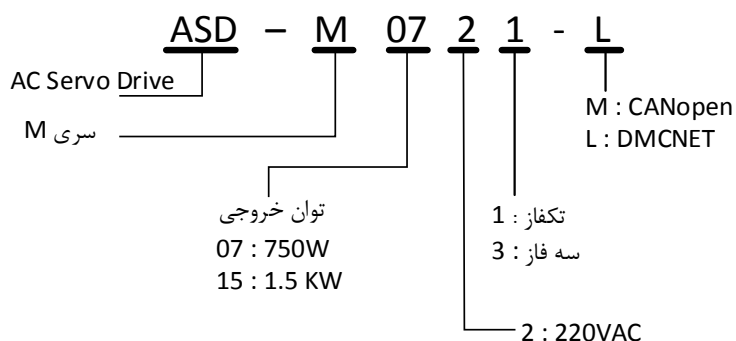 ASD – M 07 2 1 - L
AC Servo Drive
سری M
M : CANopen
L : DMCNET
توان خروجی
07 : 750W
15 : 1.5 KW
تکفاز : 1
سه فاز : 3
2 : 220VAC